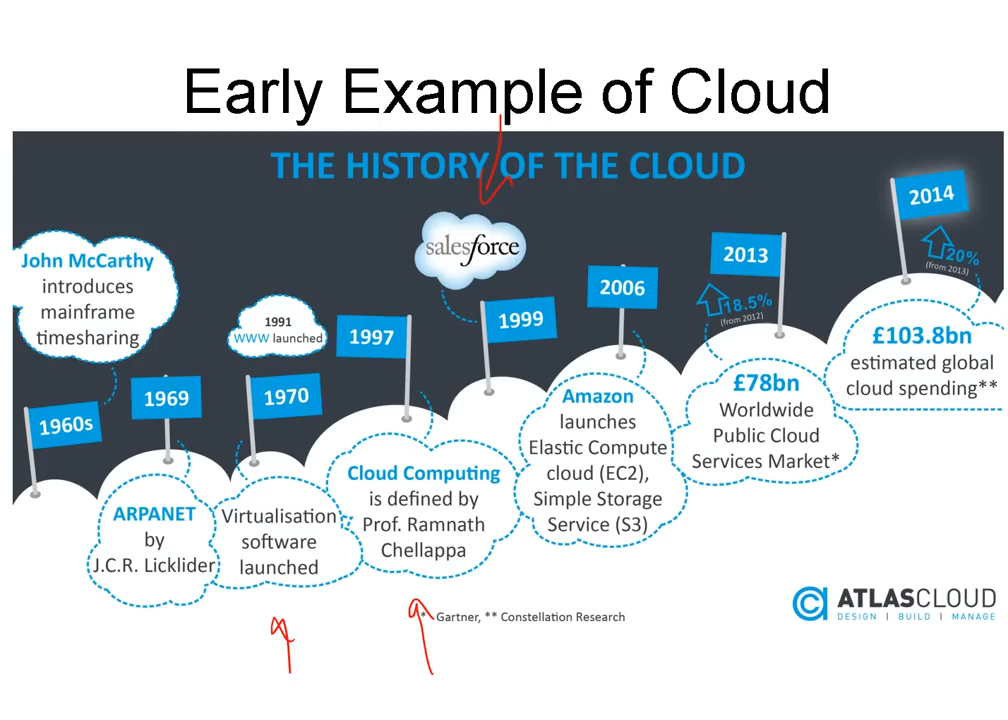 Early Example of Cloud
THE HISTORY OF THE CLOUD
John McCarthy
introduces
mainframe
timesharing
1960s
1969
ARPANET
by
J.C.R. Licklider
1970
Virtualisation
software
launched
1991
WWW launched
1997
Cloud Computing
is defined by
Prof. Ramnath
Chellappa
salesforce
1999
2006
Amazon
launches
Elastic Compute
cloud (EC2),
Simple Storage
Service (S3)
2013
18.5%
(from 2012)
£78bn
Worldwide
Public Cloud
Services Market*
2014
20%
(from 2013)
£103.8bn
estimated global
cloud spending**
* Gartner, ** Constellation Research
ATLASCLOUD
DESIGN | BUILD | MANAGE